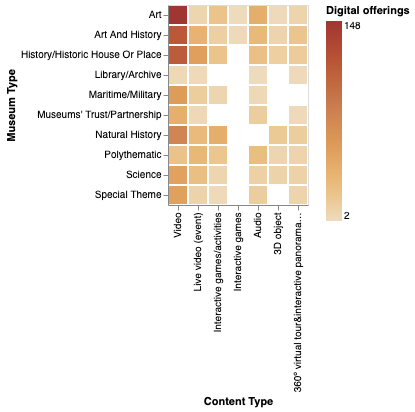 Digital offerings
148
2
Museum Type
Art
Art And History
History/Historic House Or Place
Library/Archive
Maritime/Military
Museums' Trust/Partnership
Natural History
Polythematic
Science
Special Theme
Video
Live video (event)
Interactive games/activities
Interactive games
Audio
3D object
360° virtual tour&interactive panorama…
Content Type